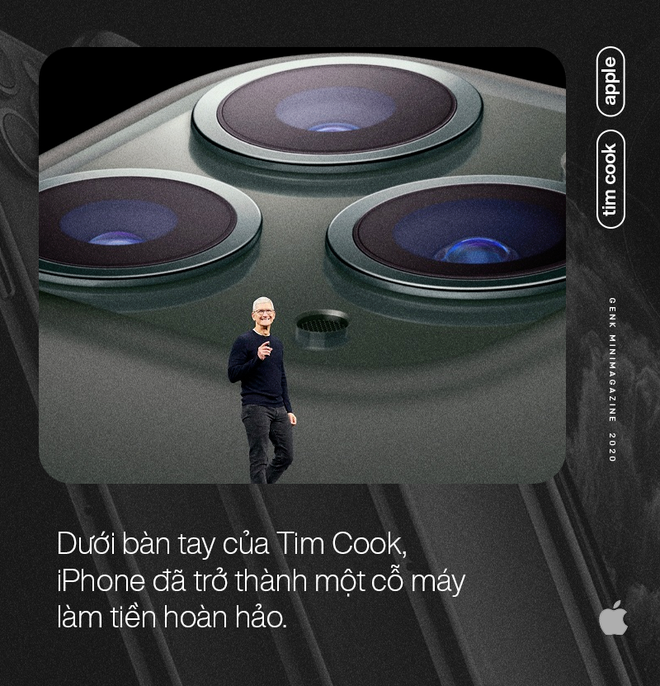 apple
tim cook
GENK MINIMAGAZINE 2020
Dưới bàn tay của Tim Cook,
iPhone đã trở thành một cỗ máy
làm tiền hoàn hảo.